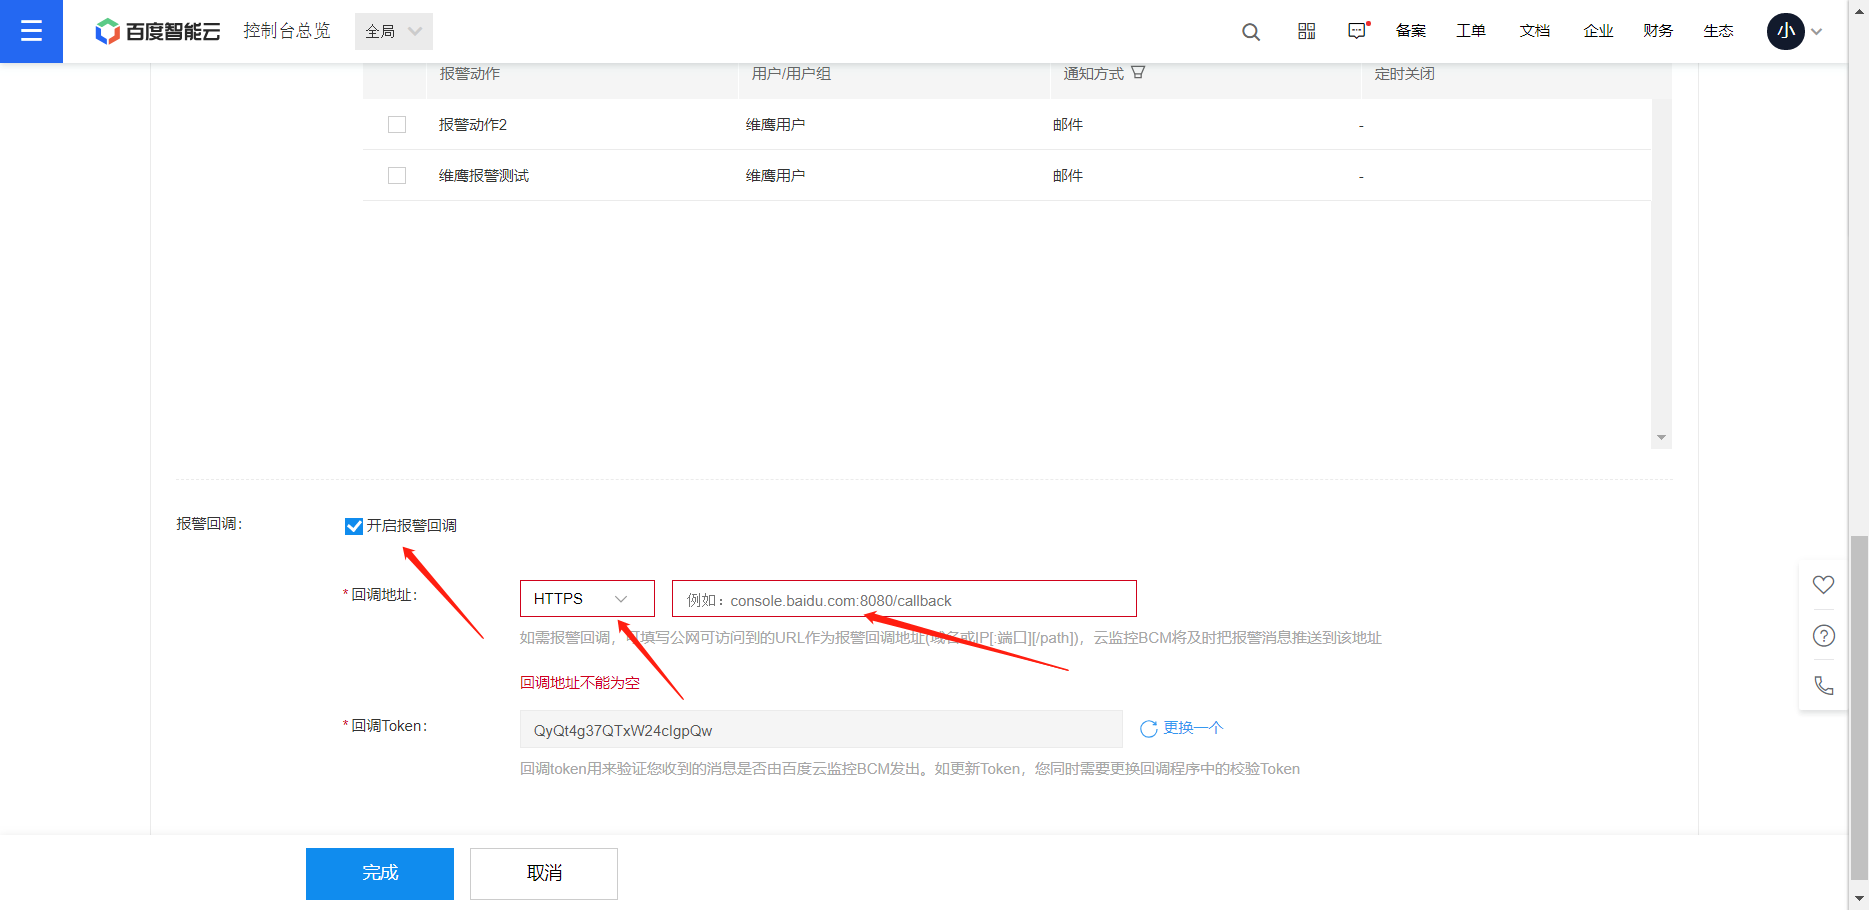 百度智能云 控制台总览 全局 备案 工单 文档 企业 财务 生态 小
报警动作 用户/用户组 通知方式 定时关闭
报警动作2 维鹰用户 邮件 -
维鹰报警测试 维鹰用户 邮件 -
报警回调： 开启报警回调
*回调地址： HTTPS 例如：console.baidu.com:8080/callback
如需报警回调，可填写公网可访问到的URL作为报警回调地址(域名或IP[:端口][/path])，云监控BCM将及时把报警消息推送到该地址
回调地址不能为空
*回调Token： QyQt4g37QTxW24cIgpQw 更换一个
回调token用来验证您收到的消息是否由百度云监控BCM发出。如更新Token，您同时需要更换回调程序中的校验Token
完成 取消